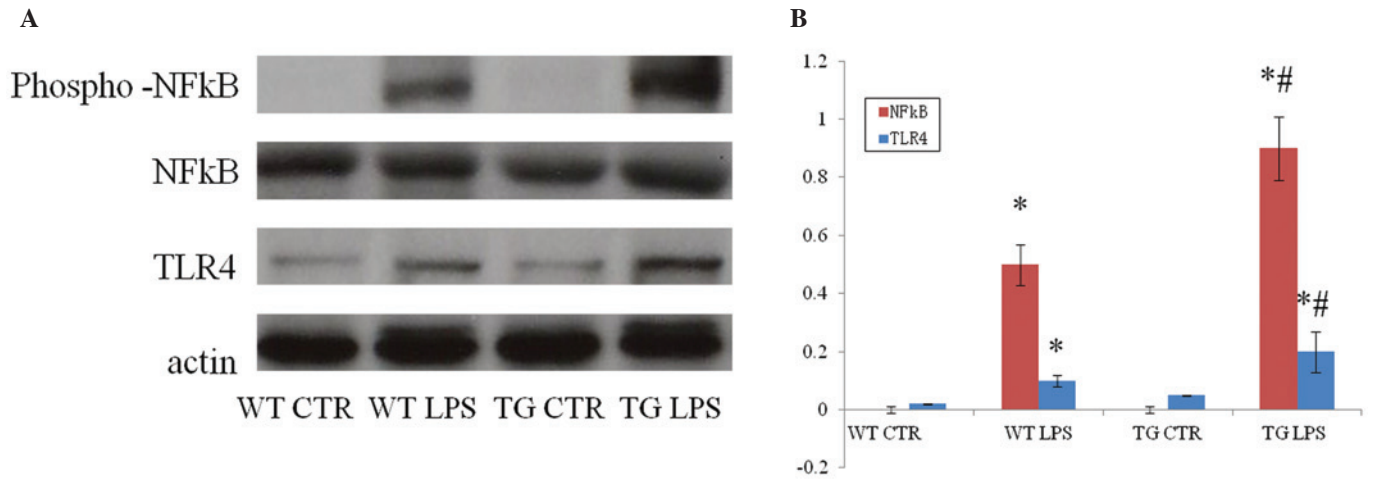 A
Phospho -NFkB
NFkB
TLR4
actin
WT CTR WT LPS TG CTR TG LPS
B
1.2
1
0.8
0.6
0.4
0.2
0
-0.2
NFkB
TLR4
*
*
*#
*#
WT CTR WT LPS TG CTR TG LPS